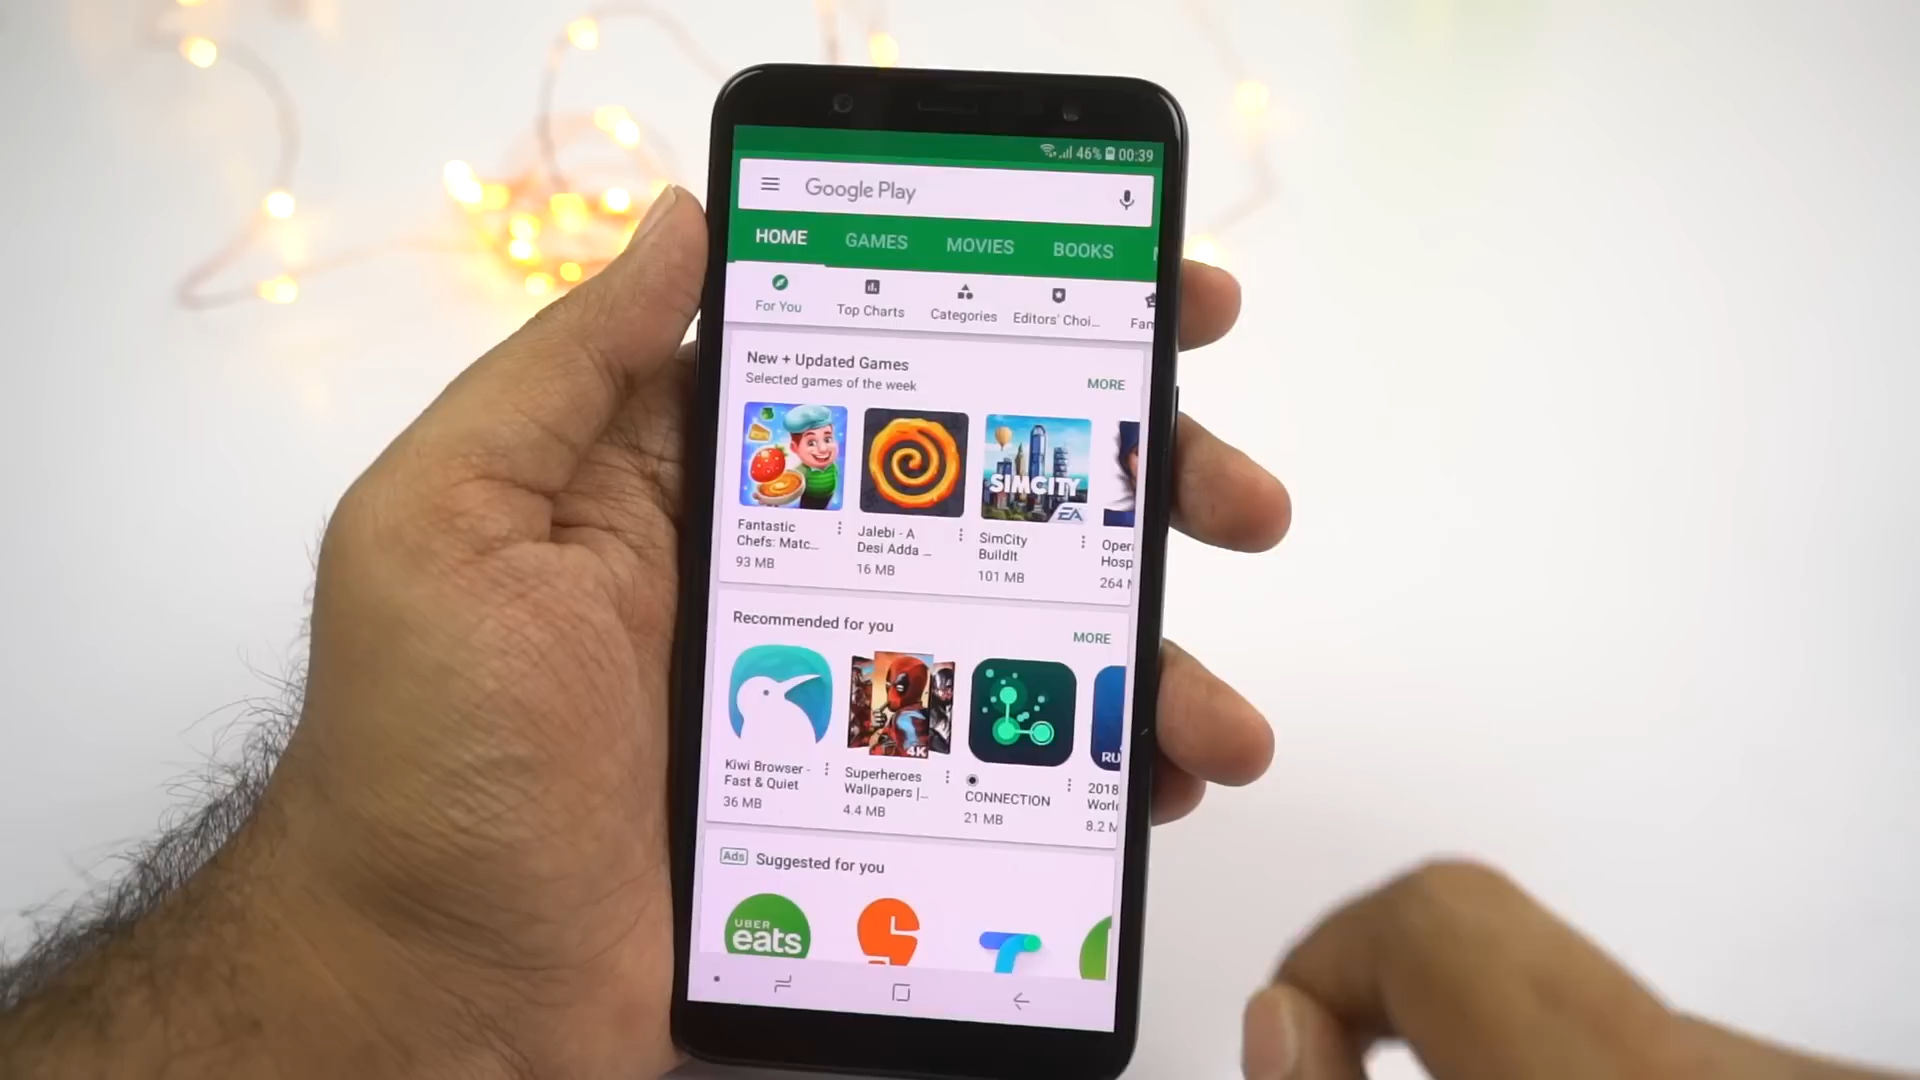 46% 00:39
Google Play
HOME GAMES MOVIES BOOKS
For You Top Charts Categories Editors' Choi... Fam
New + Updated Games
Selected games of the week
MORE
SIMCITY
EA
Fantastic Chefs: Matc...
93 MB
Jalebi - A Desi Adda ...
16 MB
SimCity BuildIt
101 MB
Oper
Hosp
264
Recommended for you
MORE
4K
RU
Kiwi Browser - Fast & Quiet
36 MB
Superheroes Wallpapers |...
4.4 MB
CONNECTION
21 MB
2018
Worl
8.2 M
Ads Suggested for you
UBER
eats